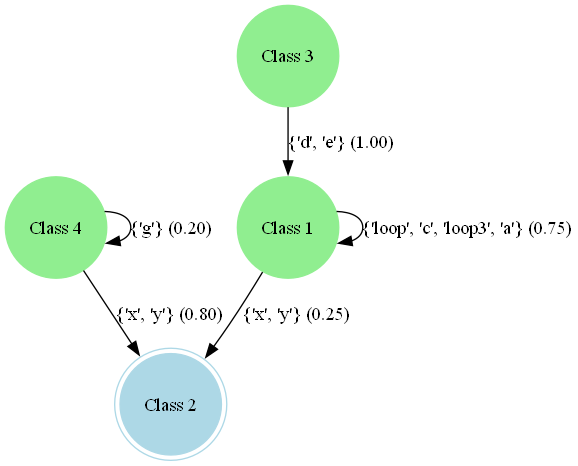 Class 3
{'d', 'e'} (1.00)
Class 4
{'g'} (0.20)
Class 1
{'loop', 'c', 'loop3', 'a'} (0.75)
{'x', 'y'} (0.80)
{'x', 'y'} (0.25)
Class 2